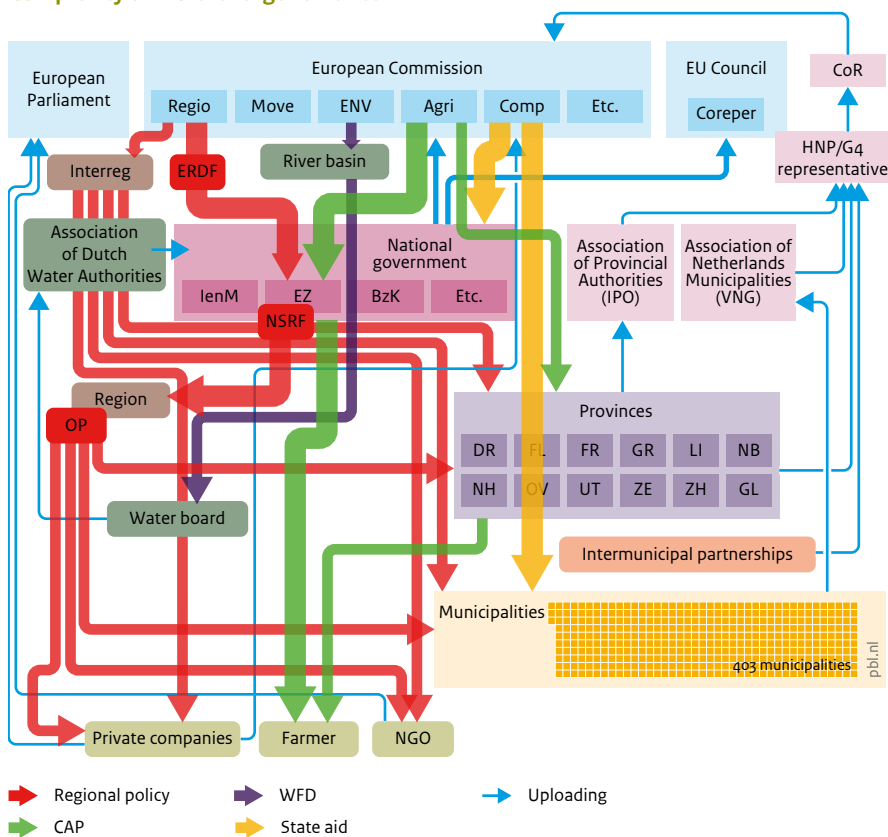 European
Parliament
European Commission
EU Council
CoR
Regio
Move
ENV
Agri
Comp
Etc.
Coreper
HNP/G4
representative
River basin
Interreg
ERDF
Association
of Dutch
Water Authorities
National
government
Association
of Provincial
Authorities
(IPO)
Association of
Netherlands
Municipalities
(VNG)
IenM
EZ
BzK
Etc.
NSRF
Region
OP
Provinces
DR
FL
FR
GR
LI
NB
NH
OV
UT
ZE
ZH
GL
Water board
Intermunicipal partnerships
Municipalities
403 municipalities
pbl.nl
Private companies
Farmer
NGO
Regional policy
WFD
Uploading
CAP
State aid